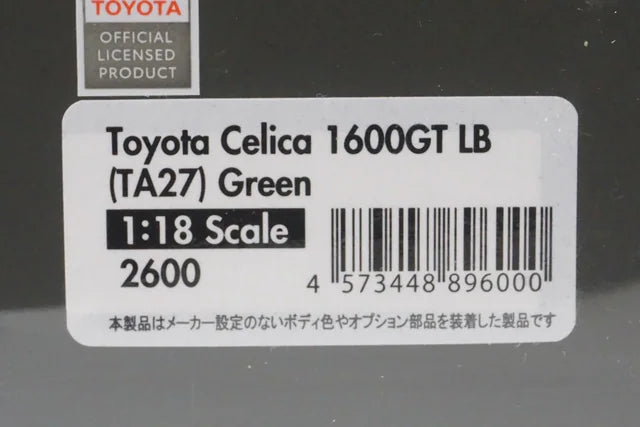 TOYOTA
OFFICIAL
LICENSED
PRODUCT
Toyota Celica 1600GT LB
(TA27) Green
1:18 Scale
2600
4 573448 896000
本製品はメーカー設定のないボディ色やオプション部品を装着した製品です